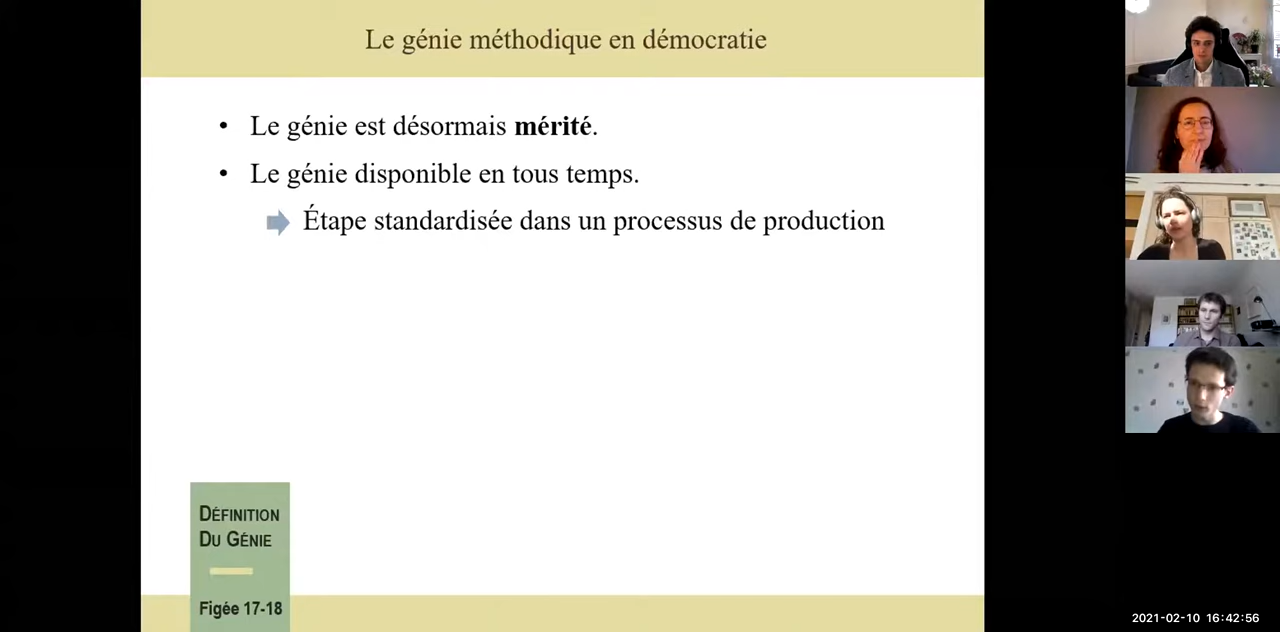 Le génie méthodique en démocratie
• Le génie est désormais mérité.
• Le génie disponible en tous temps.
Étape standardisée dans un processus de production
DÉFINITION
DU GÉNIE
Figée 17-18
2021-02-10 16:42:56